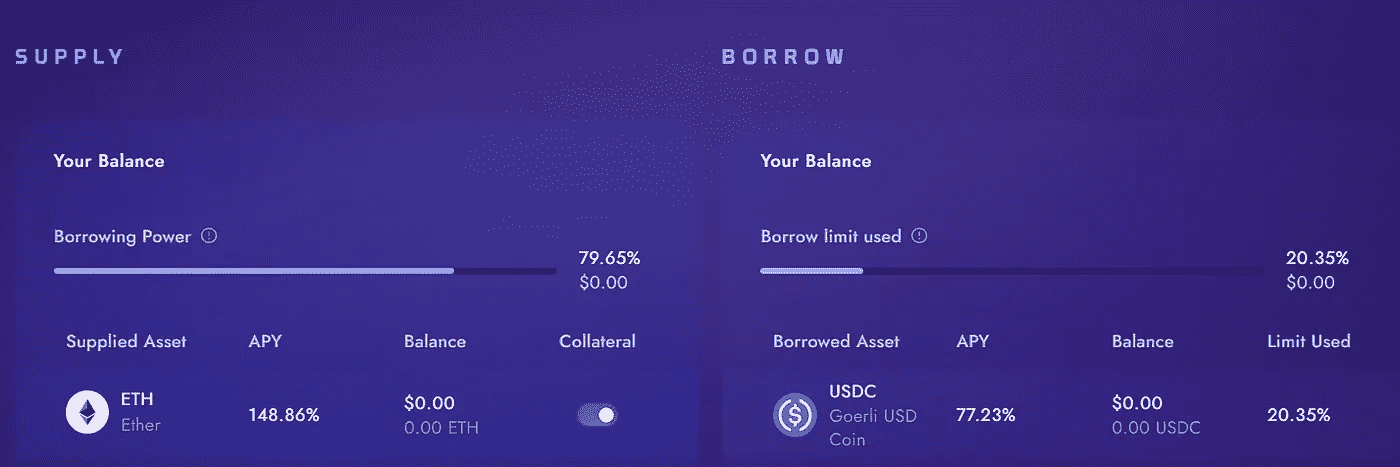 SUPPLY
Your Balance
Borrowing Power
79.65%
$0.00
Supplied Asset APY Balance Collateral
ETH
Ether
148.86%
$0.00
0.00 ETH
BORROW
Your Balance
Borrow limit used
20.35%
$0.00
Borrowed Asset APY Balance Limit Used
USDC
Goerli USD
Coin
77.23%
$0.00
0.00 USDC
20.35%